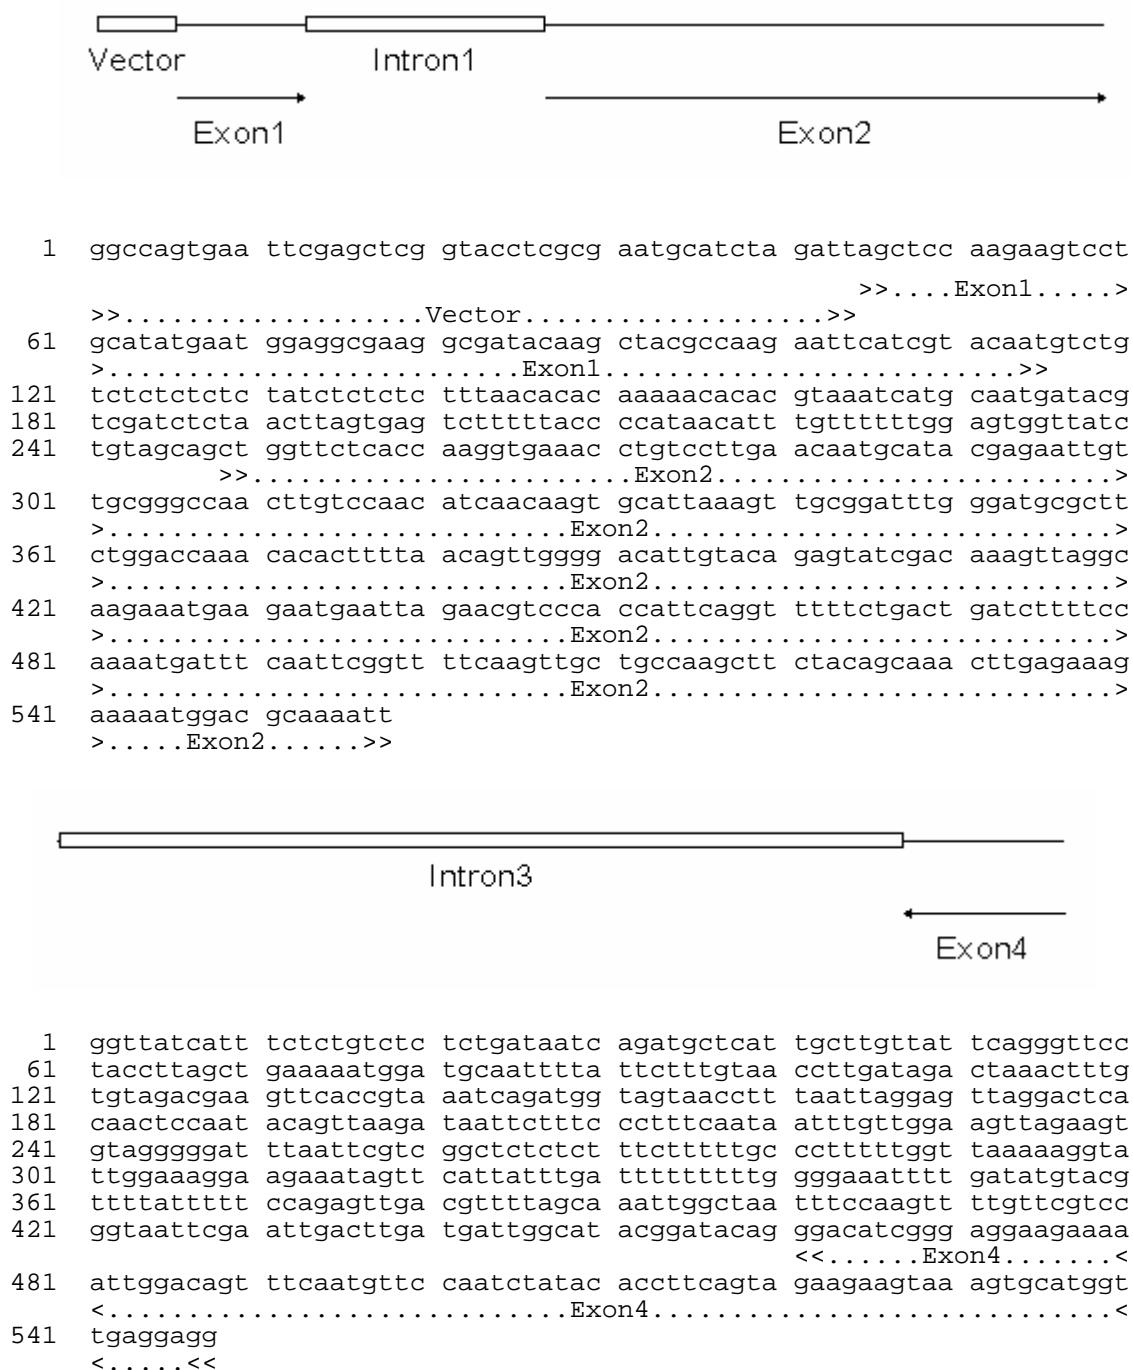 Vector Intron1
Exon1 Exon2
1 ggccagtgaa ttcgagctcg gtacctcgcg aatgcatcta gattagctcc aagaagtcct
>>....Exon1.....>
>>...................Vector...................>>
61 gcatatgaat ggaggcgaag gcgatacaag ctacgccaag aattcatcgt acaatgtctg
>..........................Exon1..........................>>
121 tctctctctc tatctctctc tttaacacac aaaaacacac gtaaatcatg caatgatacg
181 tcgatctcta acttagtgag tctttttacc ccataacatt tgttttttgg agtggttatc
241 tgtagcagct ggttctcacc aaggtgaaac ctgtccttga acaatgcata cgagaattgt
>>........................Exon2.........................>
301 tgcgggccaa cttgtccaac atcaacaagt gcattaaagt tgcggatttg ggatgcgctt
>.............................Exon2.............................>
361 ctggaccaaa cacactttta acagttgggg acattgtaca gagtatcgac aaagttaggc
>.............................Exon2.............................>
421 aagaaatgaa gaatgaatta gaacgtccca ccattcaggt ttttctgact gatcttttcc
>.............................Exon2.............................>
481 aaaatgattt caattcggtt ttcaagttgc tgccaagctt ctacagcaaa cttgagaaag
>.............................Exon2.............................>
541 aaaaatggac gcaaaatt
>.....Exon2......>>
Intron3
Exon4
1 ggttatcatt tctctgtctc tctgataatc agatgctcat tgcttgttat tcagggttcc
61 taccttagct gaaaaatgga tgcaatttta ttctttgtaa ccttgataga ctaaactttg
121 tgtagacgaa gttcaccgta aatcagatgg tagtaacctt taattaggag ttaggactca
181 caactccaat acagttaaga taattctttc cctttcaata atttgttgga agttagaagt
241 gtagggggat ttaattcgtc ggctctctct ttctttttgc cctttttggt taaaaaggta
301 ttggaaagga agaaatagtt cattatttga tttttttttg gggaaatttt gatatgtacg
361 ttttattttt ccagagttga cgttttagca aattggctaa tttccaagtt ttgttcgtcc
421 ggtaattcga attgacttga tgattggcat acggatacag ggacatcggg aggaagaaaa
<<......Exon4.......<
481 attggacagt ttcaatgttc caatctatac accttcagta gaagaagtaa agtgcatggt
<.............................Exon4.............................<
541 tgaggagg
<.....<<